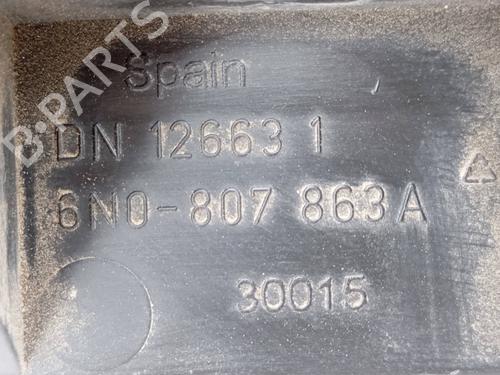 Spain
DN 12663 1
6N0-807 863 A
30015
B-PARTS